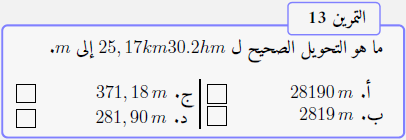 التمرين 13
ما هو التحويل الصحيح ل 25, 17km30.2hm إلى m.
أ. 28190 m
ج. 371, 18 m
ب. 2819 m
د. 281, 90 m